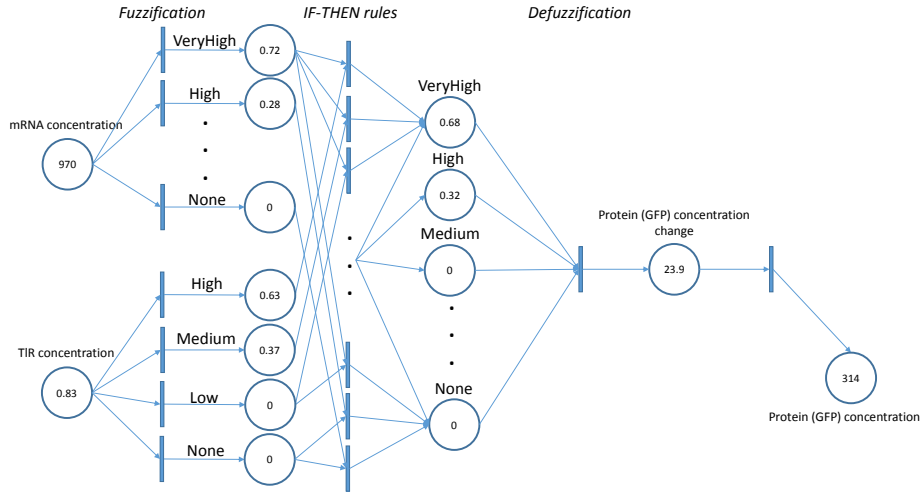 Fuzzification
IF-THEN rules
Defuzzification
VeryHigh
0.72
High
0.28
mRNA concentration
970
None
0
VeryHigh
0.68
High
0.32
Medium
0
None
0
High
0.63
Medium
0.37
TIR concentration
0.83
Low
0
None
0
Protein (GFP) concentration
change
23.9
314
Protein (GFP) concentration